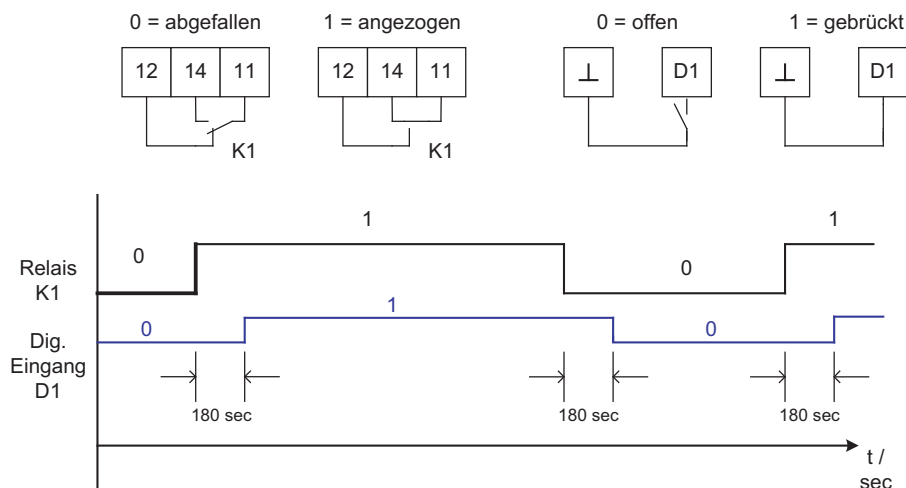 0 = abgefallen 1 = angezogen 0 = offen 1 = gebrückt
12 14 11 12 14 11 ⊥ D1 ⊥ D1
K1 K1
1 1
0 0
Relais
K1
1
0 0
Dig.
Eingang
D1
180 sec 180 sec 180 sec
t /
sec